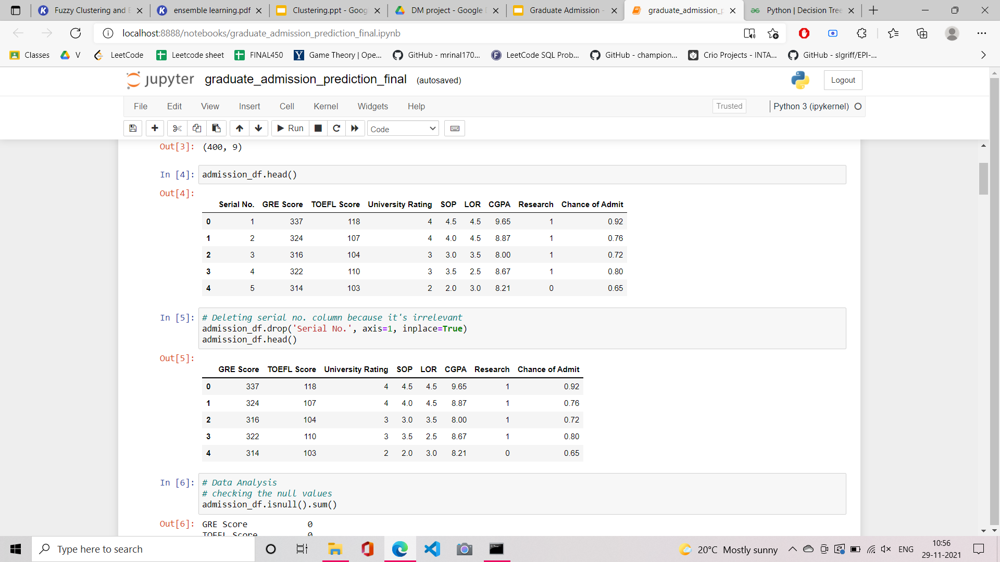 Fuzzy Clustering and E
ensemble learning.pdf
Clustering.ppt - Goog
DM project - Google D
Graduate Admission -
graduate_admission_p
Python | Decision Tree
localhost:8888/notebooks/graduate_admission_prediction_final.ipynb
Classes
V
LeetCode
Leetcode sheet
FINAL450
Game Theory | Ope...
GitHub - mrinal170...
LeetCode SQL Prob...
GitHub - champion...
Crio Projects - INTA...
GitHub - slgriff/EPI-...
jupyter graduate_admission_prediction_final (autosaved)
Logout
File Edit View Insert Cell Kernel Widgets Help
Trusted
Python 3 (ipykernel)
Run
Code
Out[3]: (400, 9)
In [4]: admission_df.head()
Out[4]:
Serial No. GRE Score TOEFL Score University Rating SOP LOR CGPA Research Chance of Admit
0 1 337 118 4 4.5 4.5 9.65 1 0.92
1 2 324 107 4 4.0 4.5 8.87 1 0.76
2 3 316 104 3 3.0 3.5 8.00 1 0.72
3 4 322 110 3 3.5 2.5 8.67 1 0.80
4 5 314 103 2 2.0 3.0 8.21 0 0.65
In [5]: # Deleting serial no. column because it's irrelevant
admission_df.drop('Serial No.', axis=1, inplace=True)
admission_df.head()
Out[5]:
GRE Score TOEFL Score University Rating SOP LOR CGPA Research Chance of Admit
0 337 118 4 4.5 4.5 9.65 1 0.92
1 324 107 4 4.0 4.5 8.87 1 0.76
2 316 104 3 3.0 3.5 8.00 1 0.72
3 322 110 3 3.5 2.5 8.67 1 0.80
4 314 103 2 2.0 3.0 8.21 0 0.65
In [6]: # Data Analysis
# checking the null values
admission_df.isnull().sum()
Out[6]: GRE Score 0
TOEFL Score 0
Type here to search
20°C Mostly sunny
ENG
10:56
29-11-2021